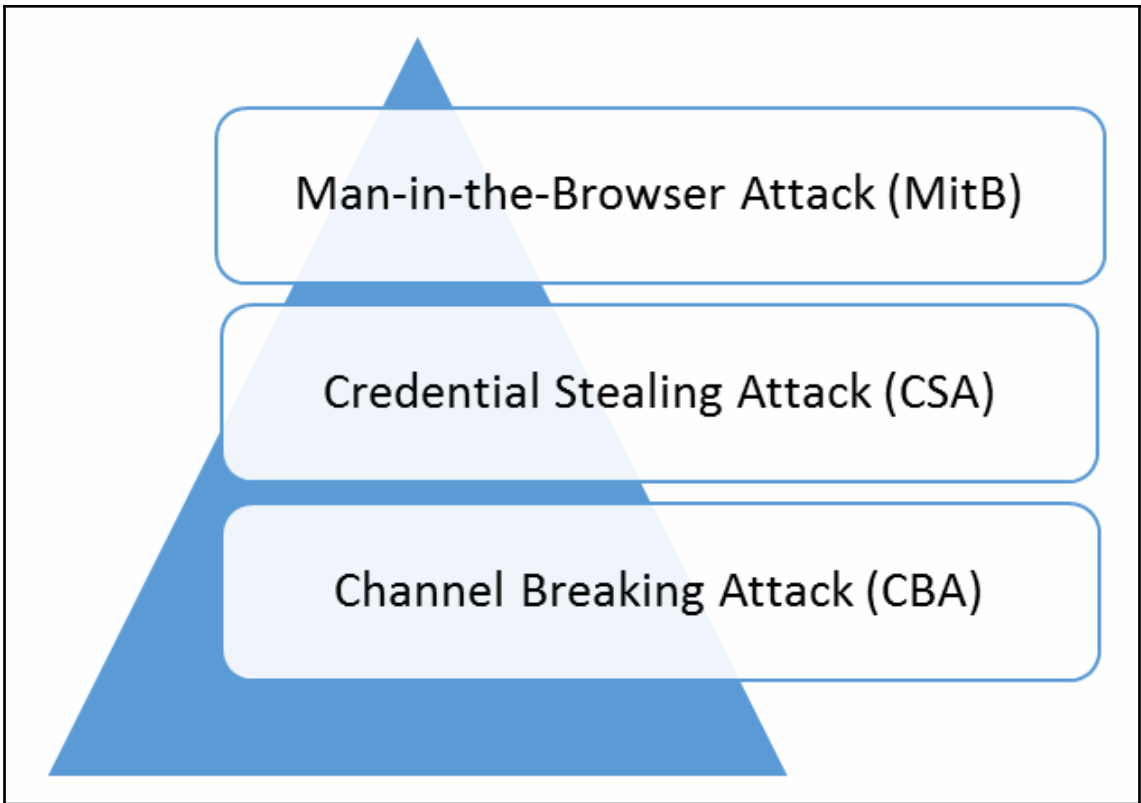 Man-in-the-Browser Attack (MitB)
Credential Stealing Attack (CSA)
Channel Breaking Attack (CBA)